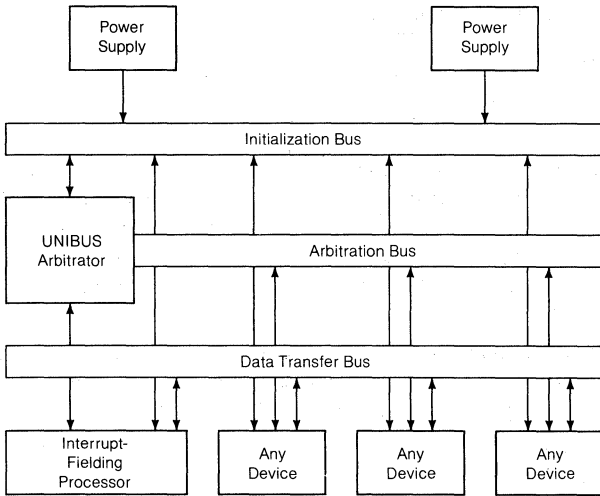 Power
Supply
Power
Supply
Initialization Bus
UNIBUS
Arbitrator
Arbitration Bus
Data Transfer Bus
Interrupt-
Fielding
Processor
Any
Device
Any
Device
Any
Device